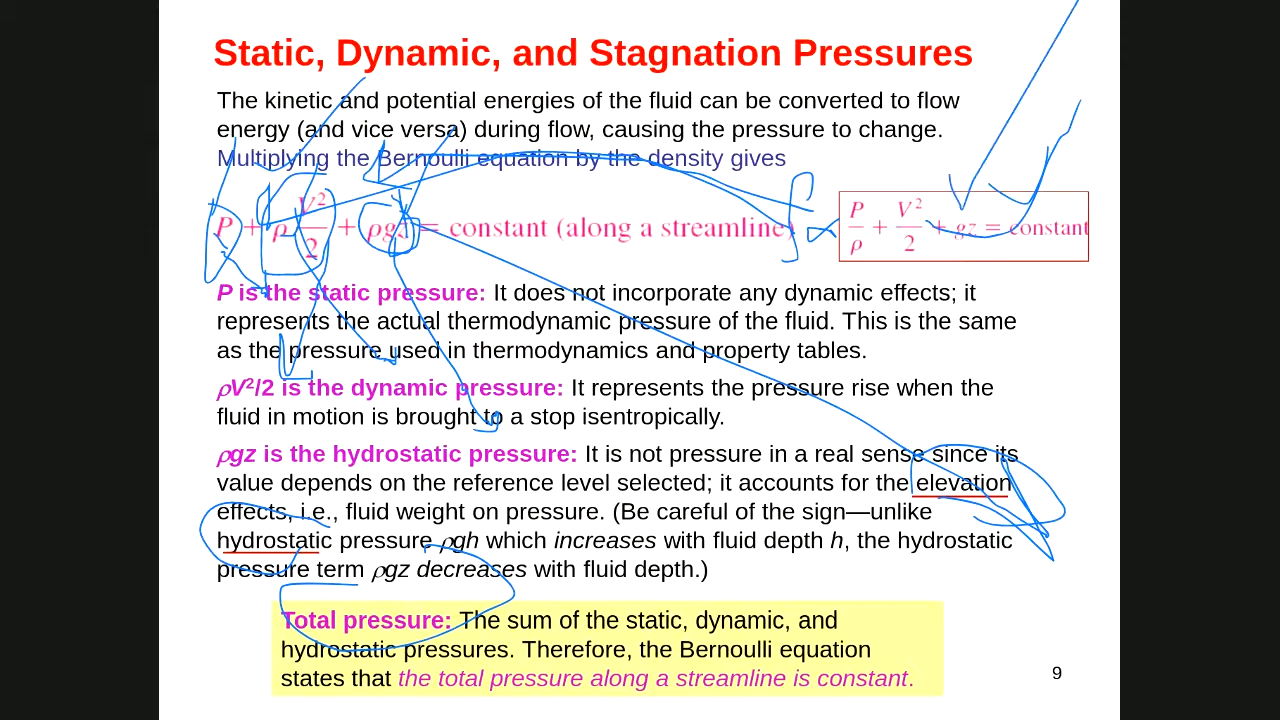 Static, Dynamic, and Stagnation Pressures
The kinetic and potential energies of the fluid can be converted to flow
energy (and vice versa) during flow, causing the pressure to change.
Multiplying the Bernoulli equation by the density gives
P + ρ V²/2 + ρgz = constant (along a streamline)
P/ρ + V²/2 + gz = constant
P is the static pressure: It does not incorporate any dynamic effects; it
represents the actual thermodynamic pressure of the fluid. This is the same
as the pressure used in thermodynamics and property tables.
ρV²/2 is the dynamic pressure: It represents the pressure rise when the
fluid in motion is brought to a stop isentropically.
ρgz is the hydrostatic pressure: It is not pressure in a real sense since its
value depends on the reference level selected; it accounts for the elevation
effects, i.e., fluid weight on pressure. (Be careful of the sign—unlike
hydrostatic pressure ρgh which increases with fluid depth h, the hydrostatic
pressure term ρgz decreases with fluid depth.)
Total pressure: The sum of the static, dynamic, and
hydrostatic pressures. Therefore, the Bernoulli equation
states that the total pressure along a streamline is constant.
9